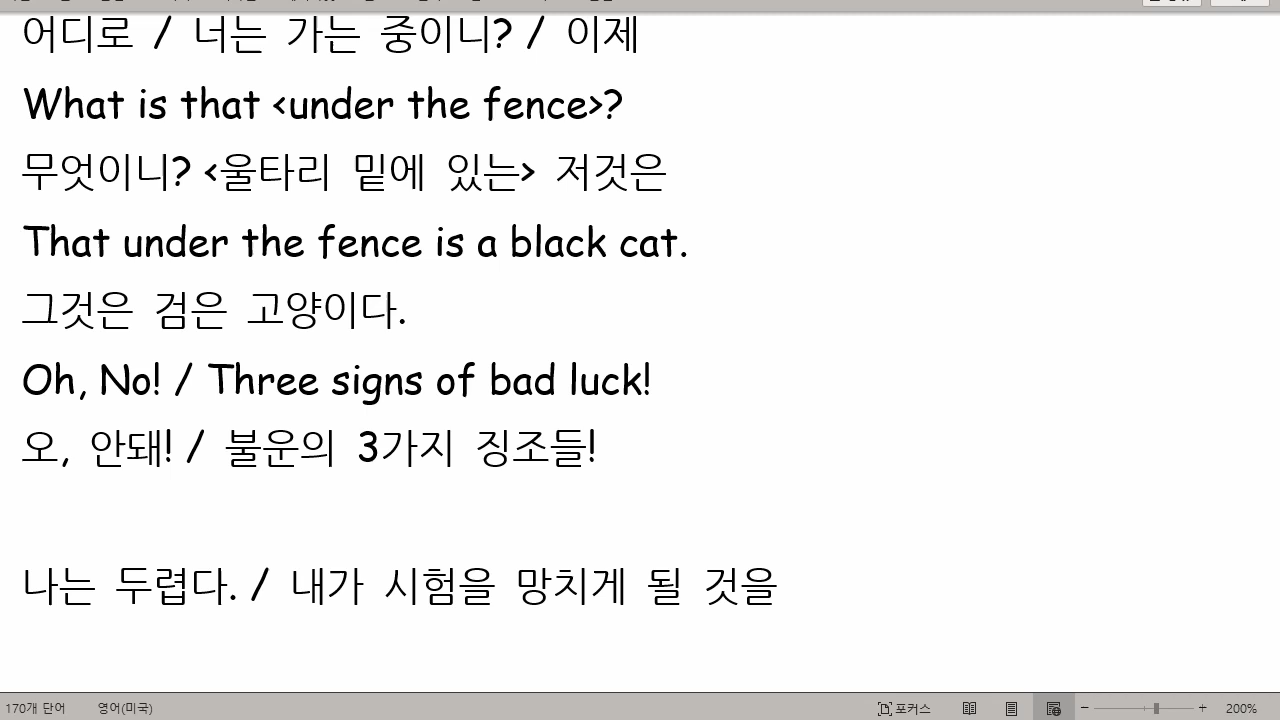 어디로 / 너는 가는 중이니? / 이제
What is that <under the fence>?
무엇이니? <울타리 밑에 있는> 저것은
That under the fence is a black cat.
그것은 검은 고양이다.
Oh, No! / Three signs of bad luck!
오, 안돼! / 불운의 3가지 징조들!
나는 두렵다. / 내가 시험을 망치게 될 것을
170개 단어 영어(미국) 포커스 200%